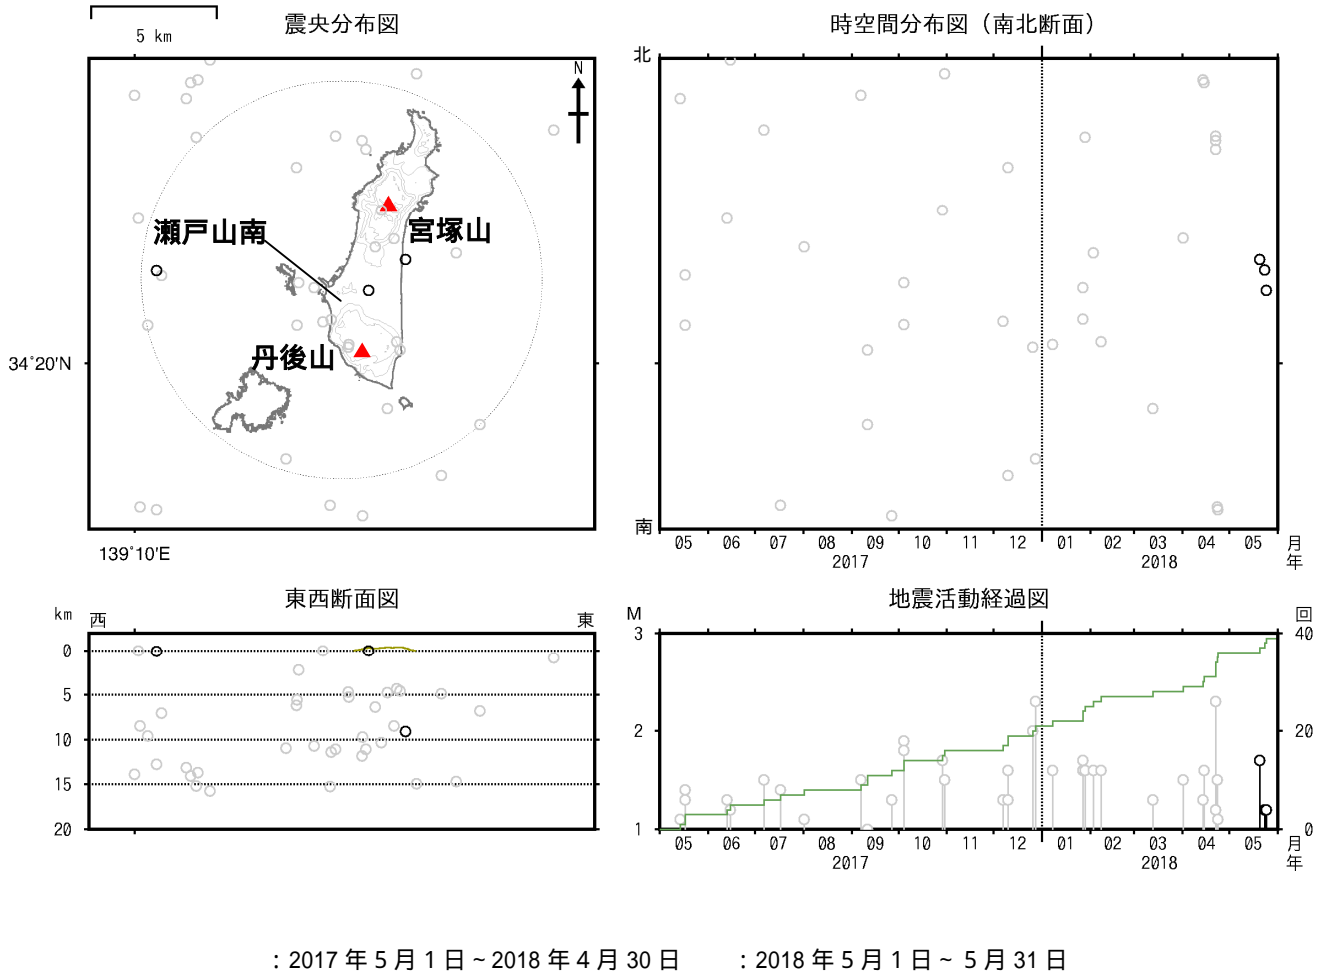 5 km
震央分布図
N
瀬戸山南
宮塚山
丹後山
34°20'N
139°10'E
時空間分布図（南北断面）
北
南
05 06 07 08 09 10 11 12 01 02 03 04 05 月
2017 2018 年
東西断面図
km 西 東
0
5
10
15
20
地震活動経過図
M 回
3 40
2 20
1 0
05 06 07 08 09 10 11 12 01 02 03 04 05 月
2017 2018 年
：2017 年 5 月 1 日～2018 年 4 月 30 日 ：2018 年 5 月 1 日～ 5 月 31 日